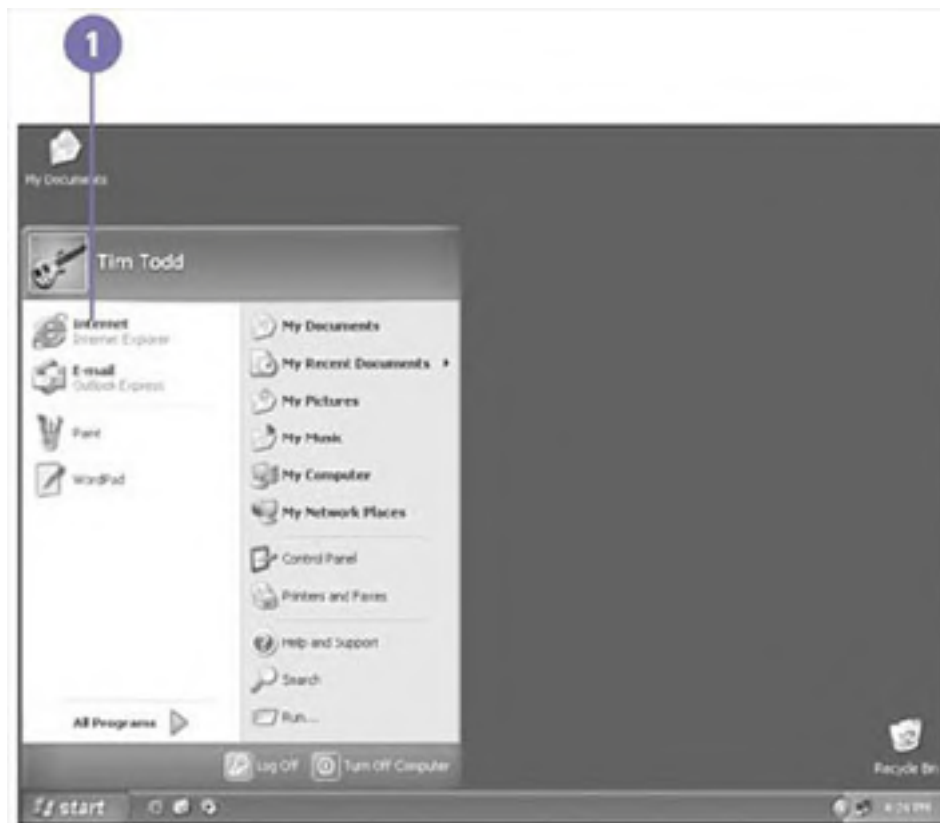 1
My Documents
Tim Todd
Internet
Internet Explorer
E-mail
Outlook Express
Paint
WordPad
All Programs
My Documents
My Recent Documents
My Pictures
My Music
My Computer
My Network Places
Control Panel
Printers and Faxes
Help and Support
Search
Run...
Log Off
Turn Off Computer
Recycle Bin
start